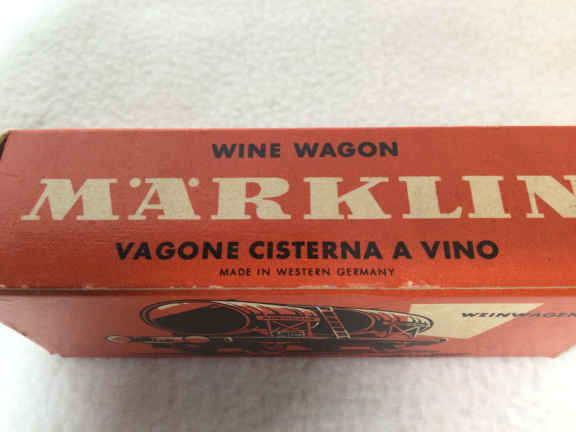 WINE WAGON
MÄRKLIN
VAGONE CISTERNA A VINO
MADE IN WESTERN GERMANY
WEINWAGEN